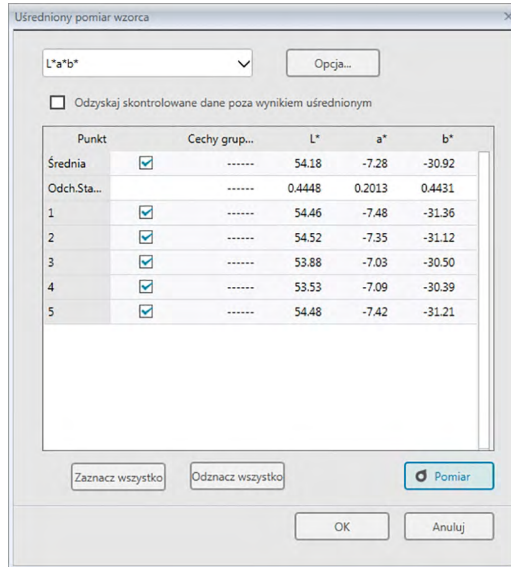 Uśredniony pomiar wzorca
L*a*b* Opcja...
Odzyskaj skontrolowane dane poza wynikiem uśrednionym
Punkt Cechy grup... L* a* b*
Średnia ------ 54.18 -7.28 -30.92
Odch.Sta... ------ 0.4448 0.2013 0.4431
1 ------ 54.46 -7.48 -31.36
2 ------ 54.52 -7.35 -31.12
3 ------ 53.88 -7.03 -30.50
4 ------ 53.53 -7.09 -30.39
5 ------ 54.48 -7.42 -31.21
Zaznacz wszystko Odznacz wszystko Pomiar
OK Anuluj